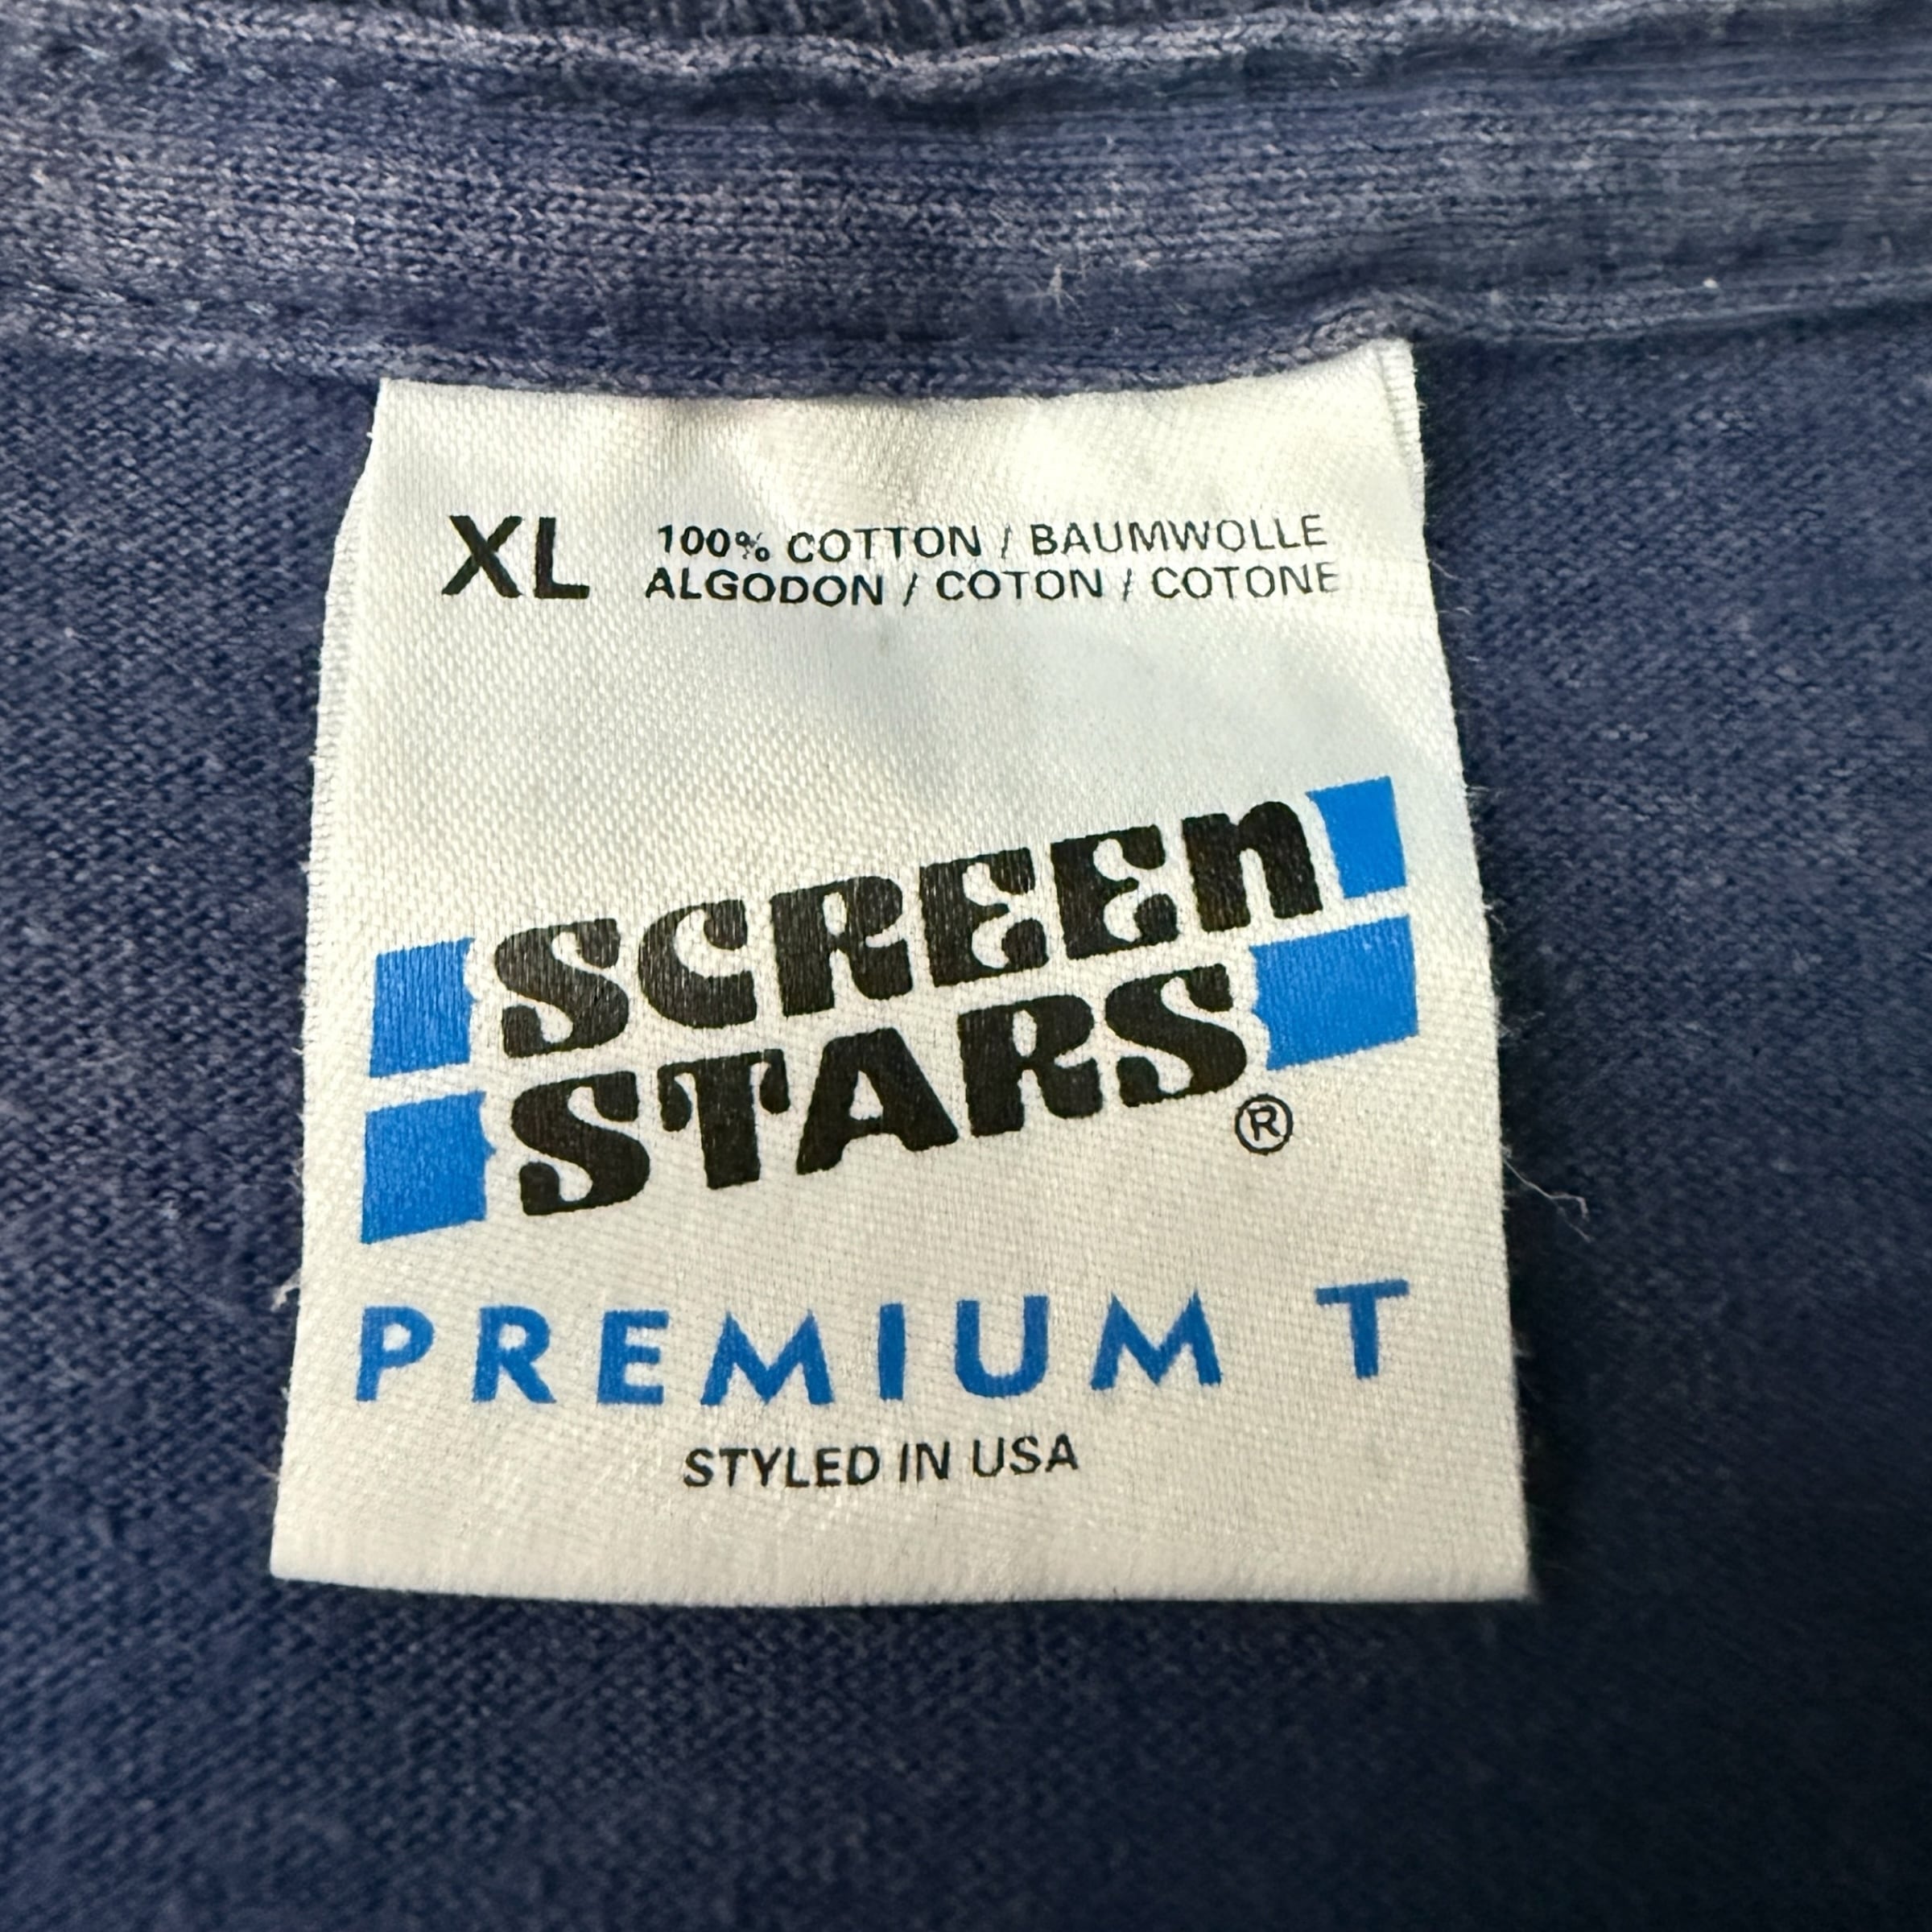 XL 100% COTTON / BAUMWOLLE
ALGODON / COTON / COTONE
SCREEN
STARS®
PREMIUM T
STYLED IN USA